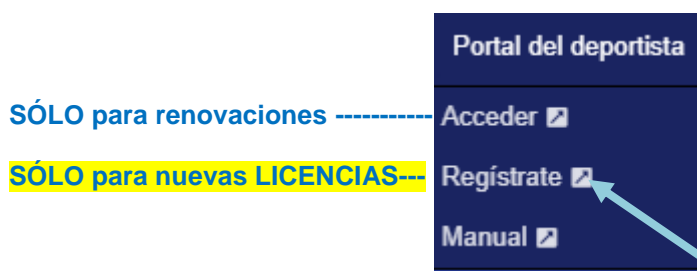 Portal del deportista
SÓLO para renovaciones ----------- Acceder
SÓLO para nuevas LICENCIAS--- Regístrate
Manual